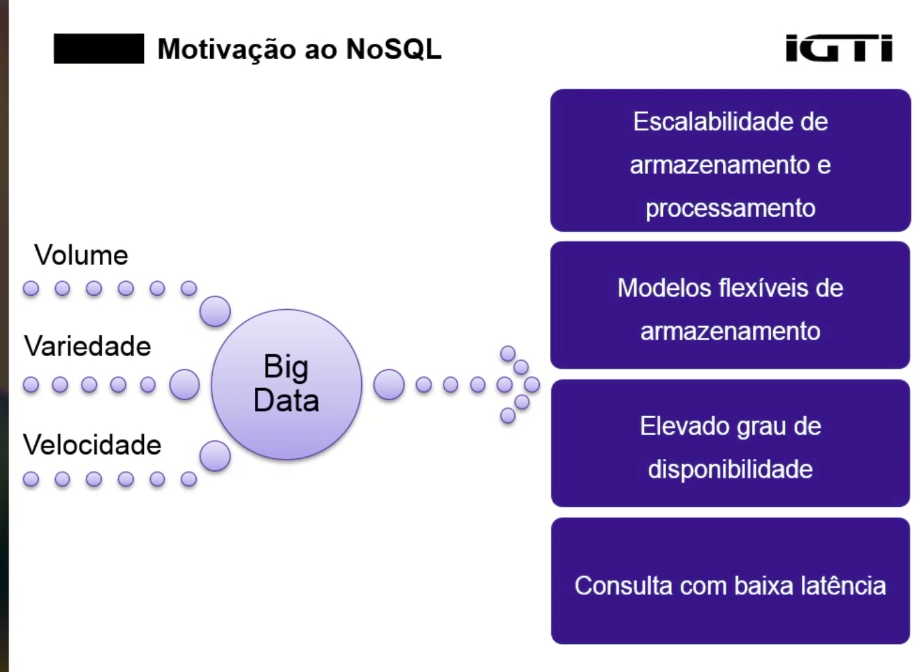 Motivação ao NoSQL
iGTi
Volume
Variedade
Velocidade
Big
Data
Escalabilidade de
armazenamento e
processamento
Modelos flexíveis de
armazenamento
Elevado grau de
disponibilidade
Consulta com baixa latência